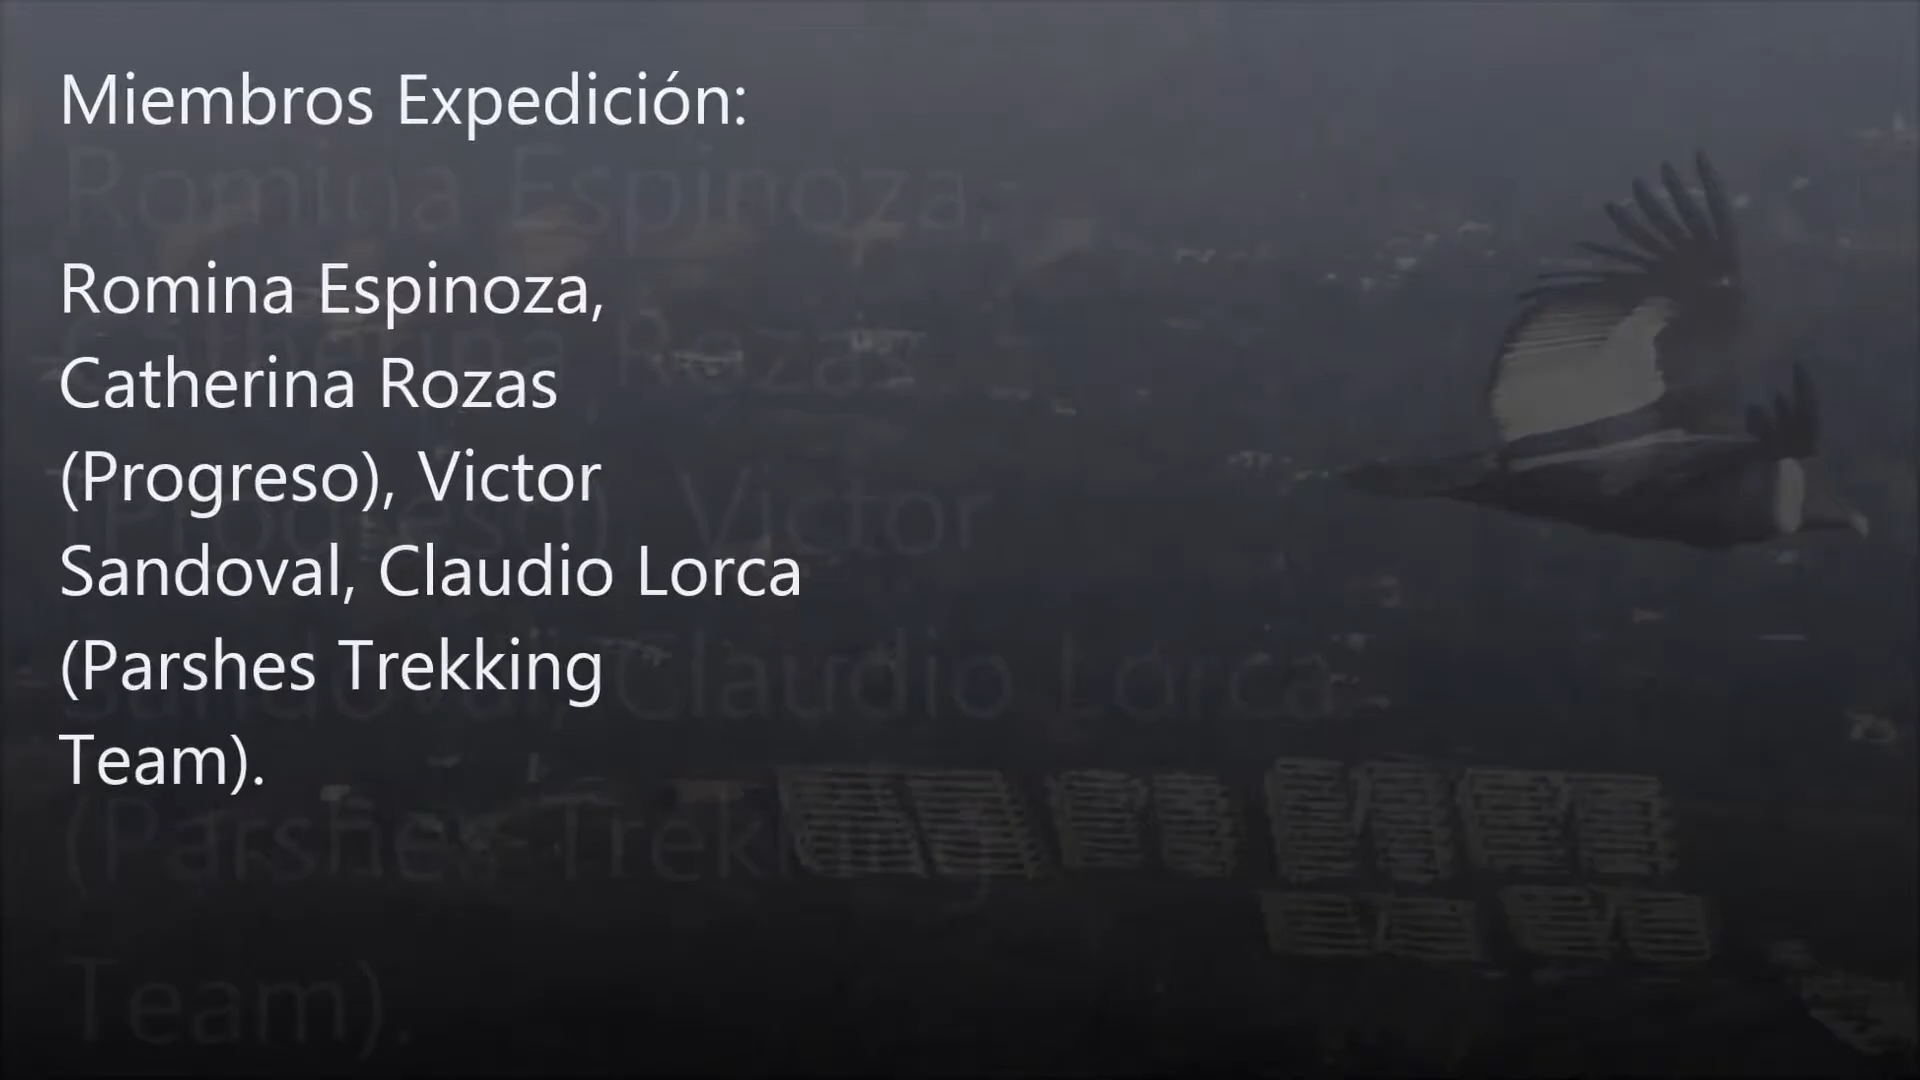 Miembros Expedición:
Romina Espinoza,
Catherina Rozas
(Progreso), Victor
Sandoval, Claudio Lorca
(Parshes Trekking
Team).